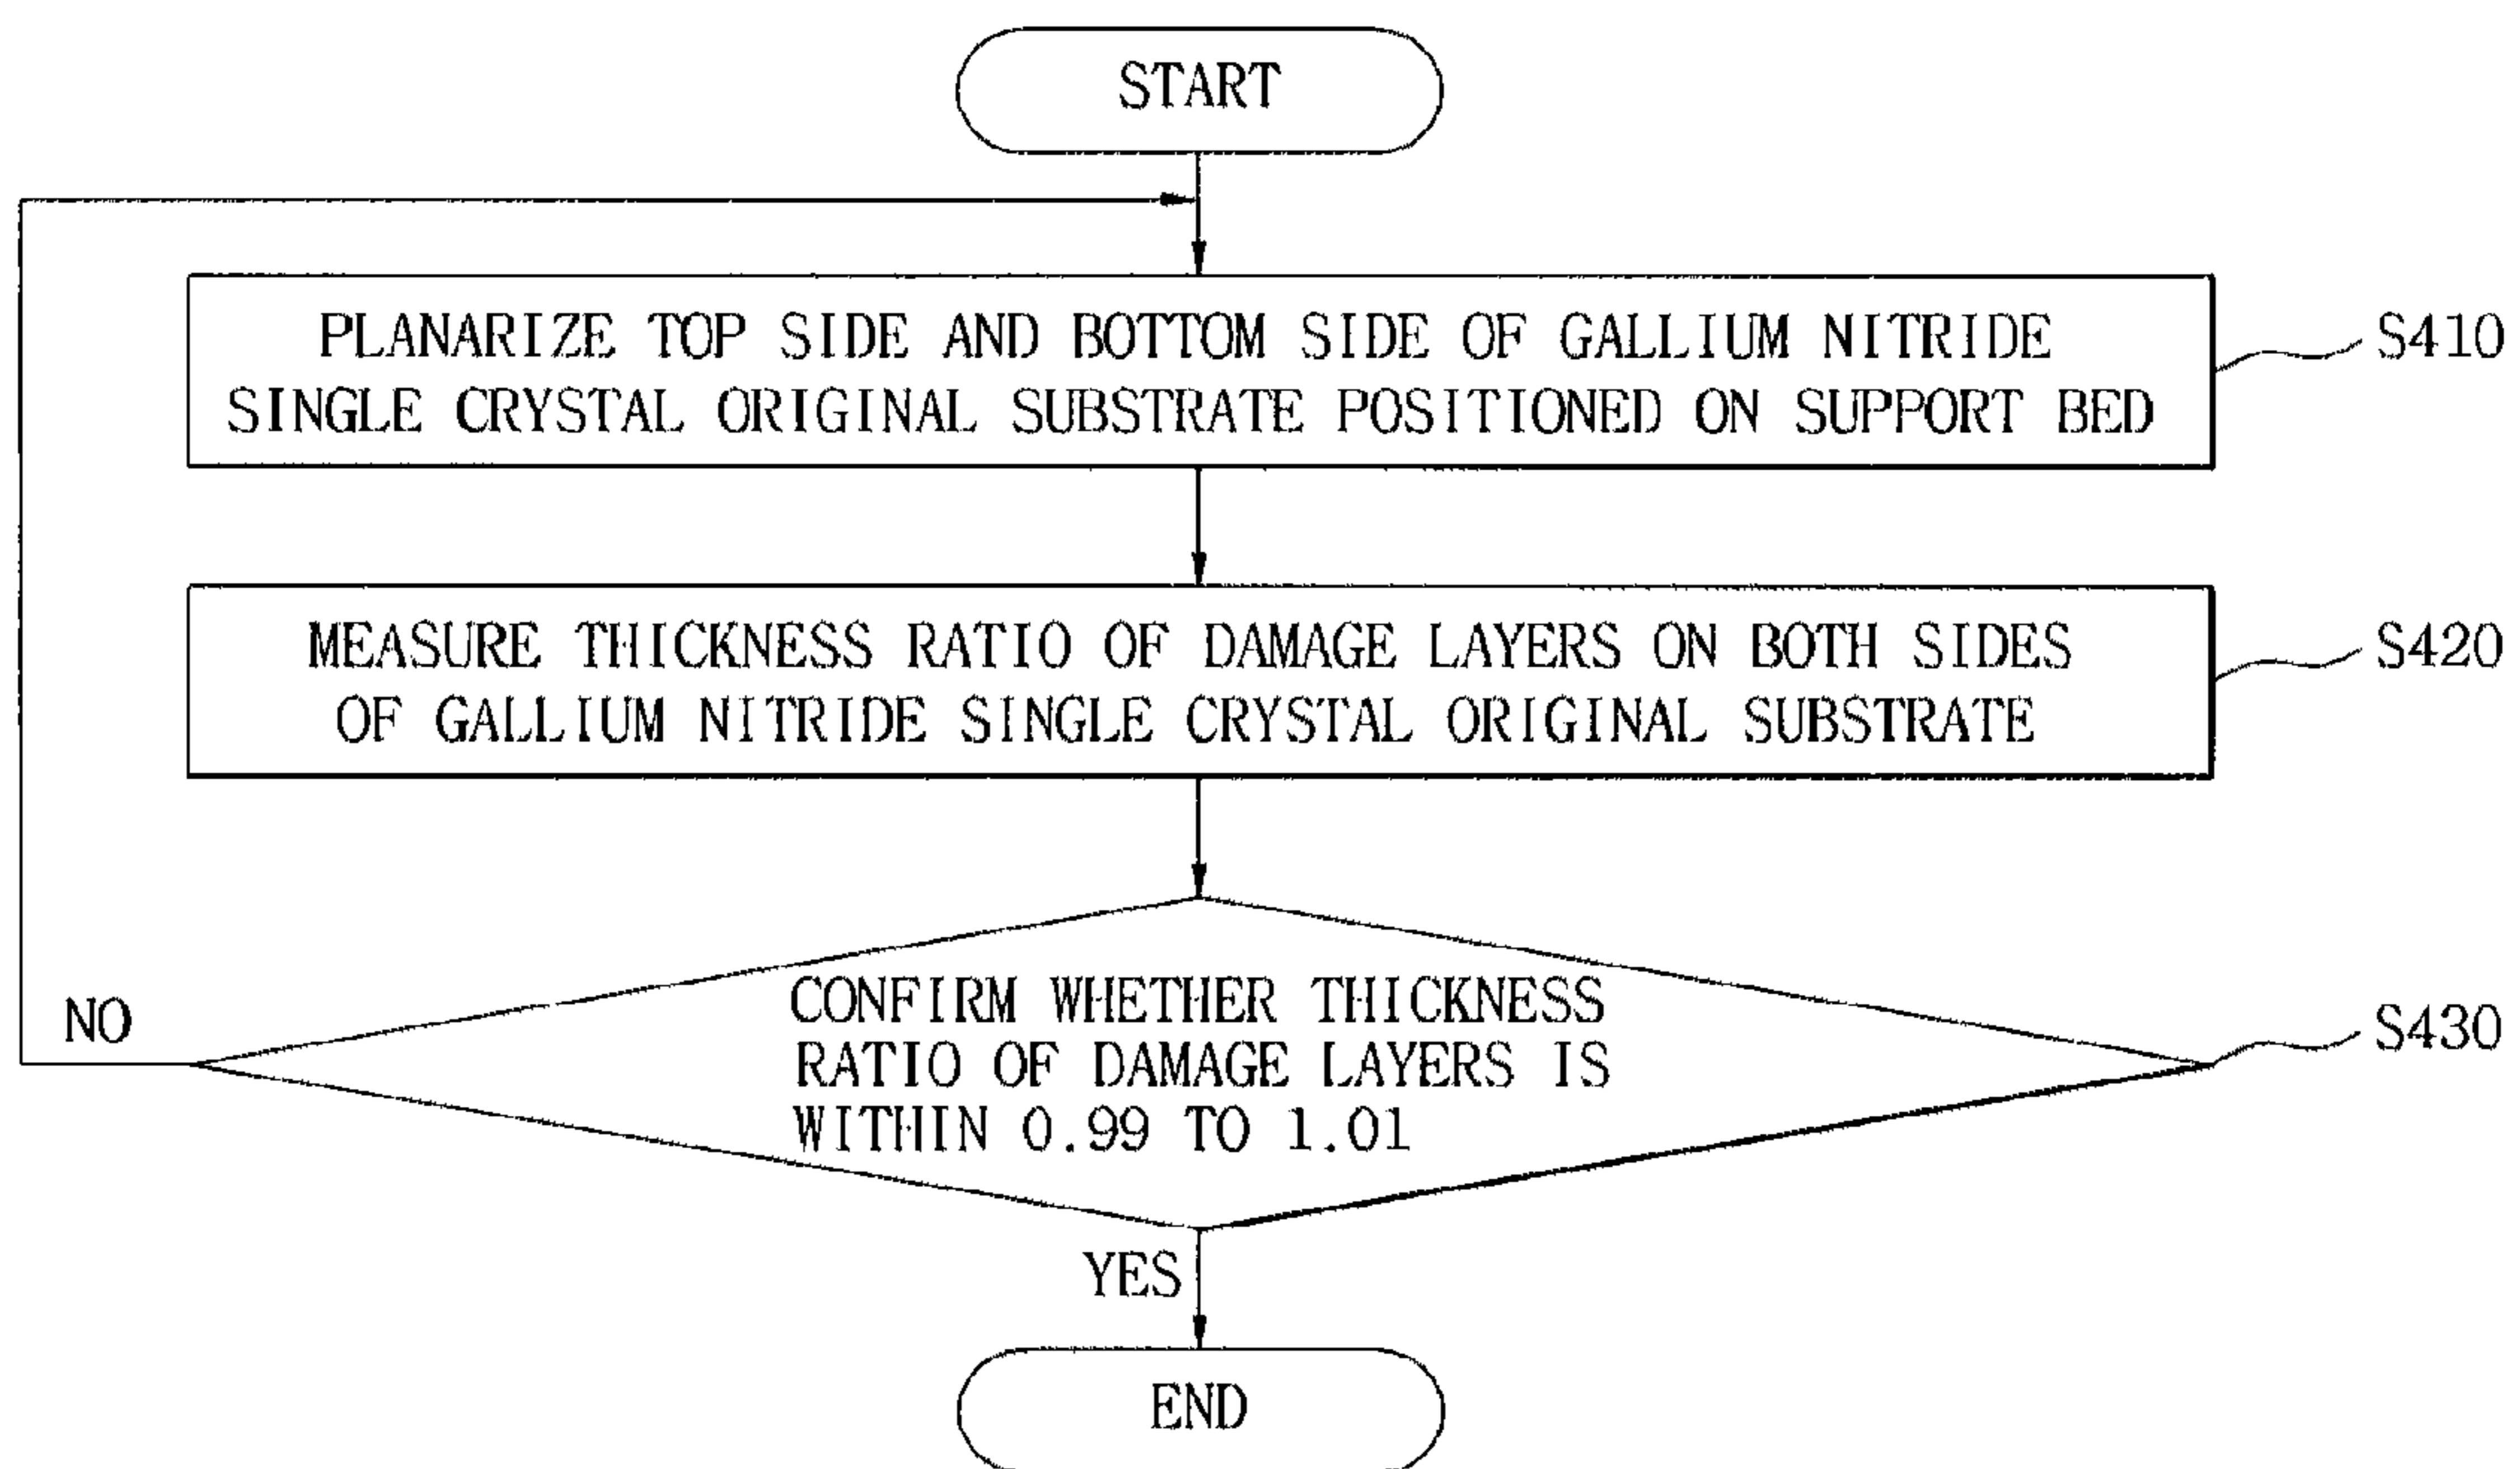 START
PLANARIZE TOP SIDE AND BOTTOM SIDE OF GALLIUM NITRIDE
SINGLE CRYSTAL ORIGINAL SUBSTRATE POSITIONED ON SUPPORT BED
S410
MEASURE THICKNESS RATIO OF DAMAGE LAYERS ON BOTH SIDES
OF GALLIUM NITRIDE SINGLE CRYSTAL ORIGINAL SUBSTRATE
S420
CONFIRM WHETHER THICKNESS
RATIO OF DAMAGE LAYERS IS
WITHIN 0.99 TO 1.01
S430
NO
YES
END